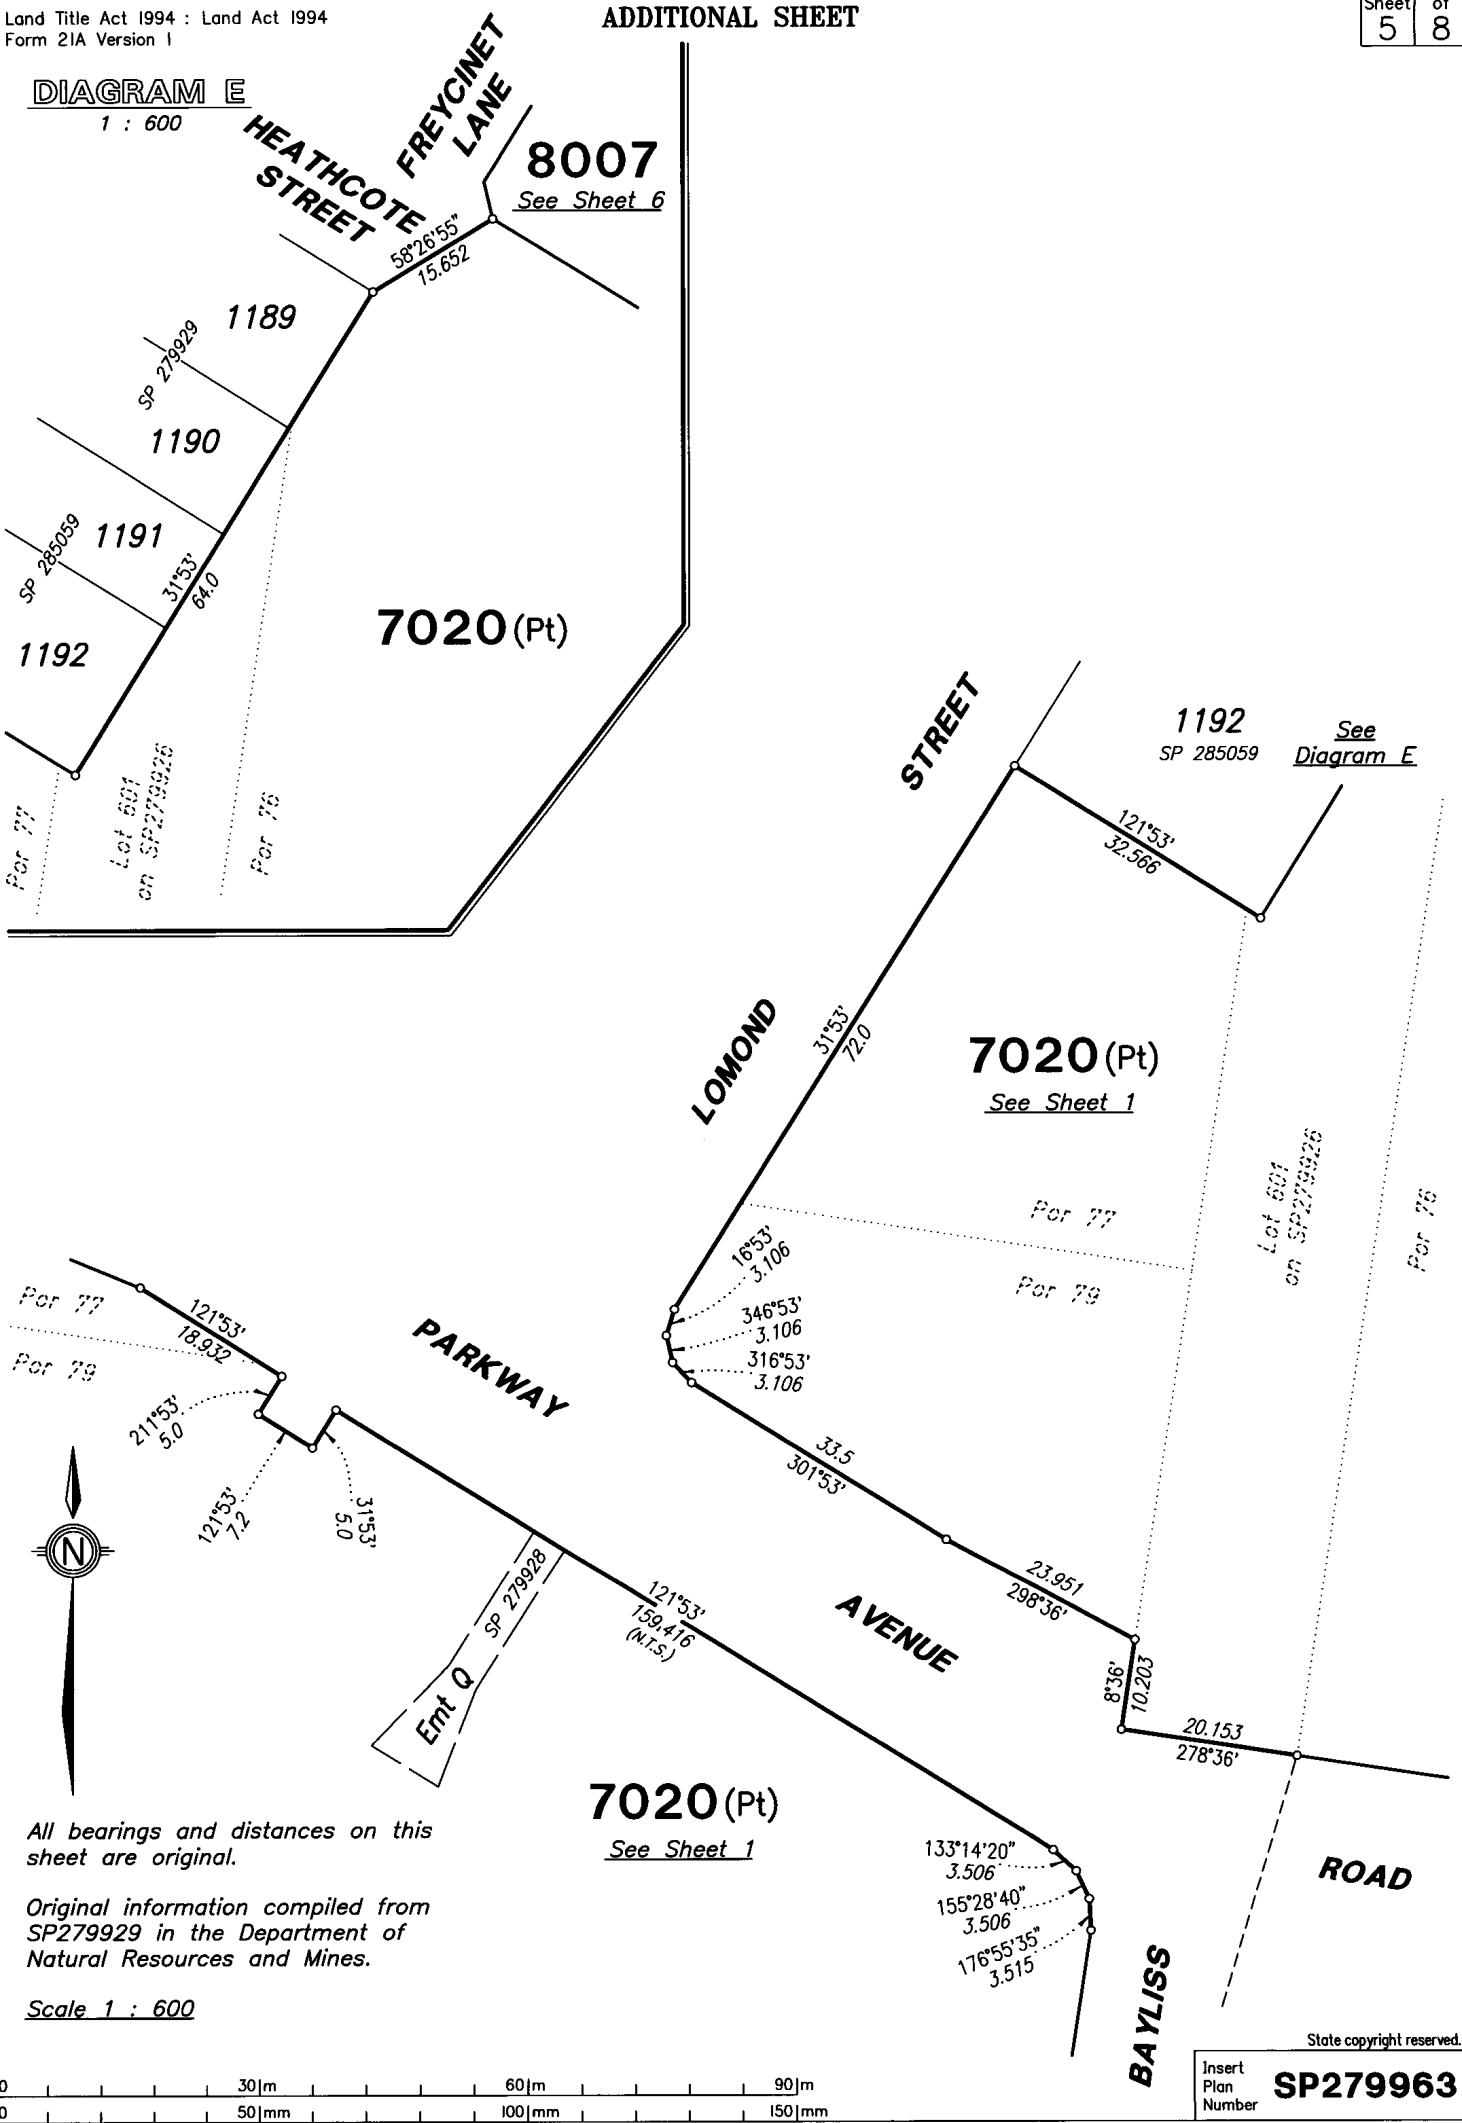 Land Title Act 1994 : Land Act 1994
Form 21A Version 1
ADDITIONAL SHEET
Sheet of
5 8
DIAGRAM E
1 : 600
HEATHCOTE
STREET
FREYCINET
LANE
8007
See Sheet 6
58°26'55"
15.652
1189
SP 279929
1190
1191
SP 285059
31°53'
64.0
1192
7020 (Pt)
Por 77
Lot 601
on SP279926
Por 76
STREET
1192
SP 285059
See
Diagram E
121°53'
32.566
LOMOND
31°53'
72.0
7020 (Pt)
See Sheet 1
Por 77
Por 79
Lot 601
on SP279926
Por 76
16°53'
3.106
346°53'
3.106
316°53'
3.106
Por 77
Por 79
121°53'
18.932
PARKWAY
211°53'
5.0
121°53'
7.2
31°53'
5.0
33.5
301°53'
N
SP 279928
Emt Q
121°53'
159.416
(N.T.S.)
AVENUE
23.951
298°36'
8°36'
10.203
20.153
278°36'
7020 (Pt)
See Sheet 1
All bearings and distances on this
sheet are original.
Original information compiled from
SP279929 in the Department of
Natural Resources and Mines.
Scale 1 : 600
133°14'20"
3.506
155°28'40"
3.506
176°55'35"
3.515
ROAD
BAYLISS
State copyright reserved.
Insert
Plan
Number
SP279963
0 30m 60m 90m
0 50mm 100mm 150mm